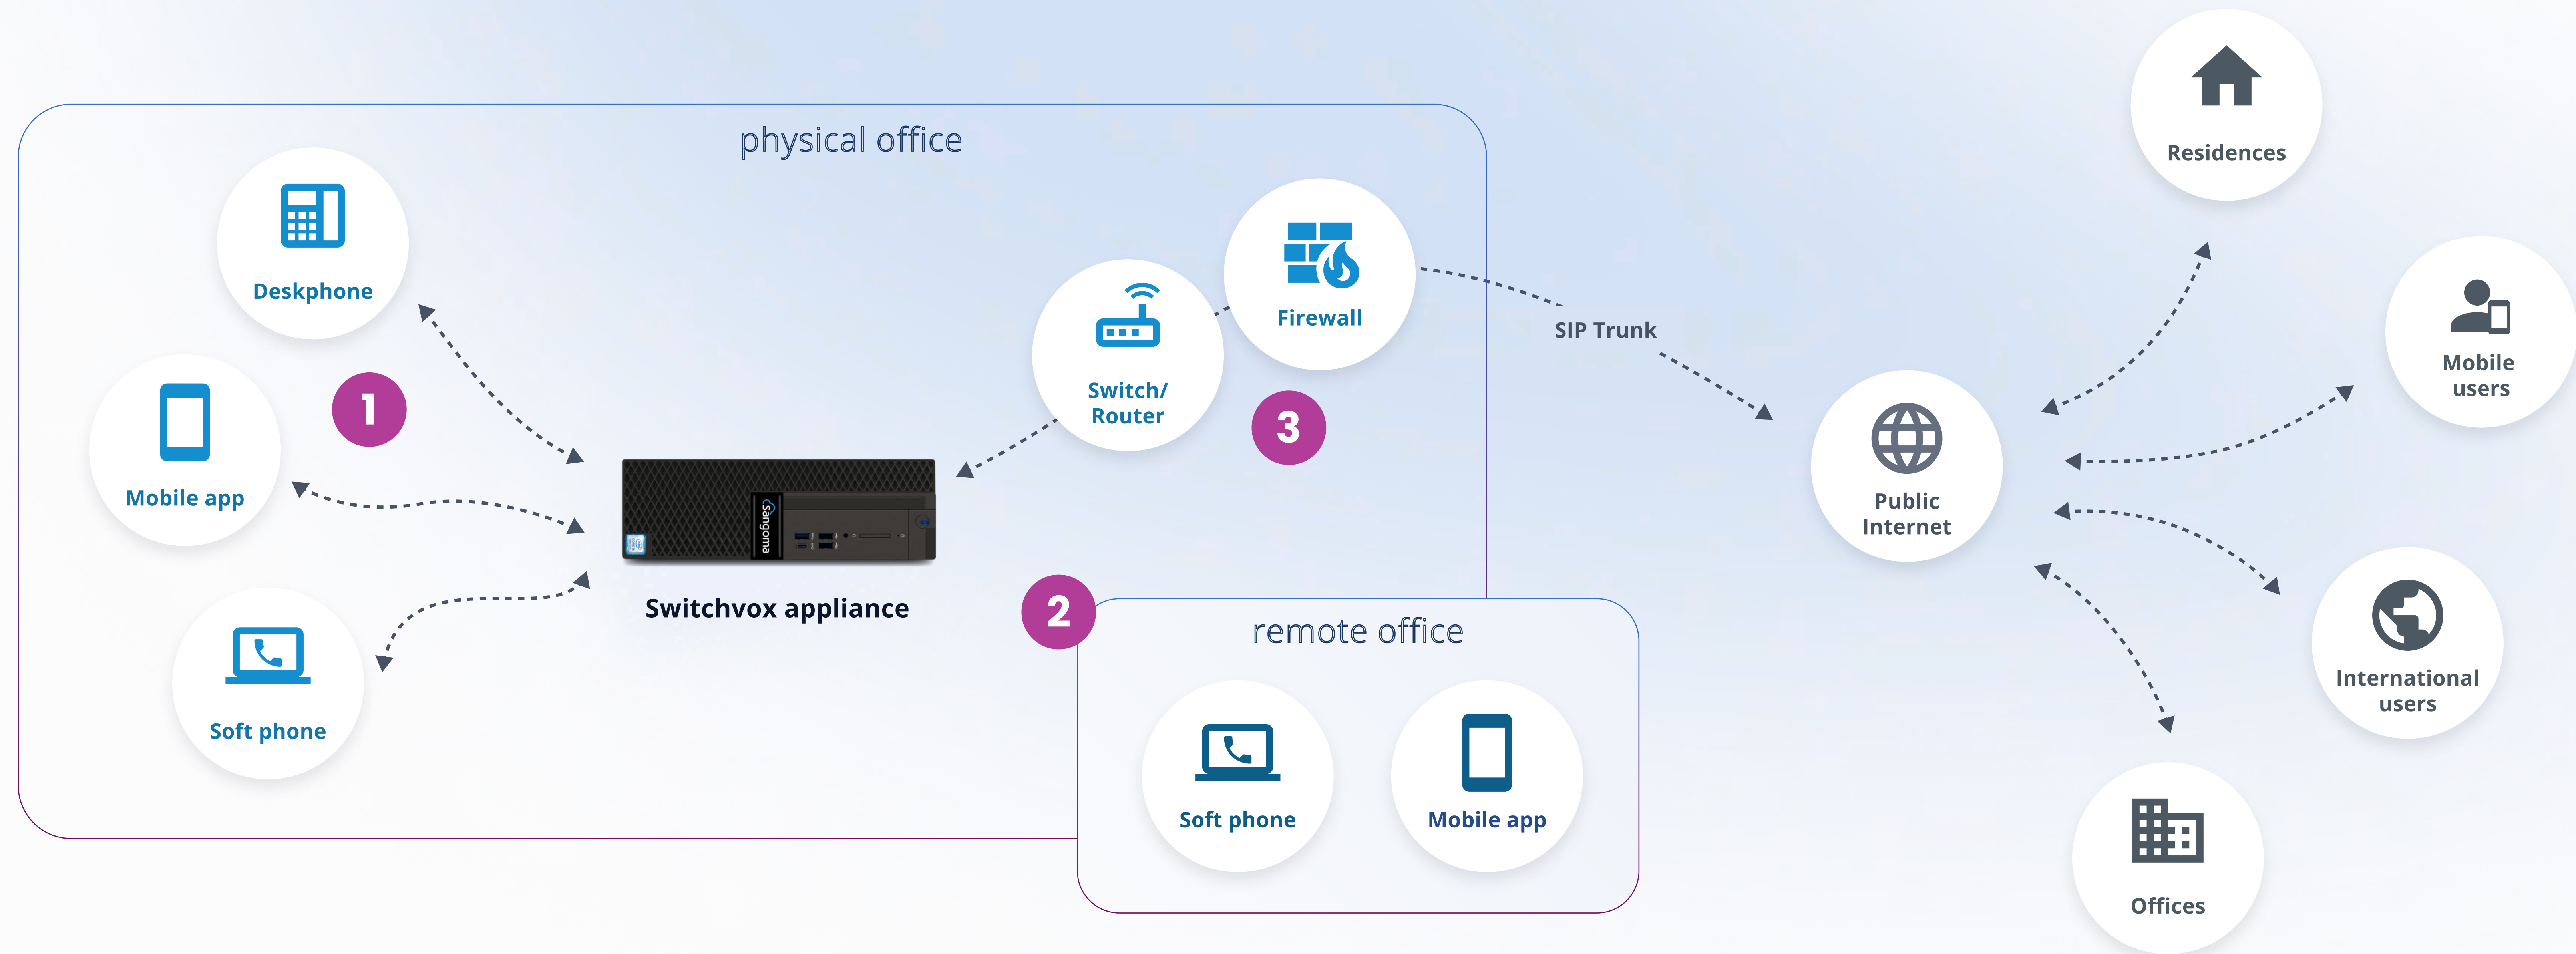 physical office
Deskphone
1
Mobile app
Soft phone
Sangoma
Switchvox appliance
Switch/
Router
Firewall
3
2
remote office
Soft phone
Mobile app
SIP Trunk
Public
Internet
Residences
Mobile
users
International
users
Offices